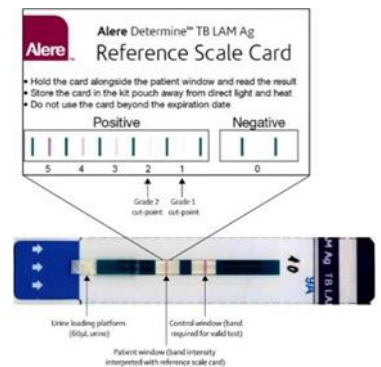 Alere
Alere Determine™ TB LAM Ag
Reference Scale Card
• Hold the card alongside the patient window and read the result
• Store the card in the kit pouch away from direct light and heat
• Do not use the card beyond the expiration date
Positive
Negative
5 4 3 2 1 0
Grade 2
cut-point
Grade 1
cut-point
Urine loading platform
(60µL urine)
Control window (band
required for valid test)
Patient window (band intensity
interpreted with reference scale card)